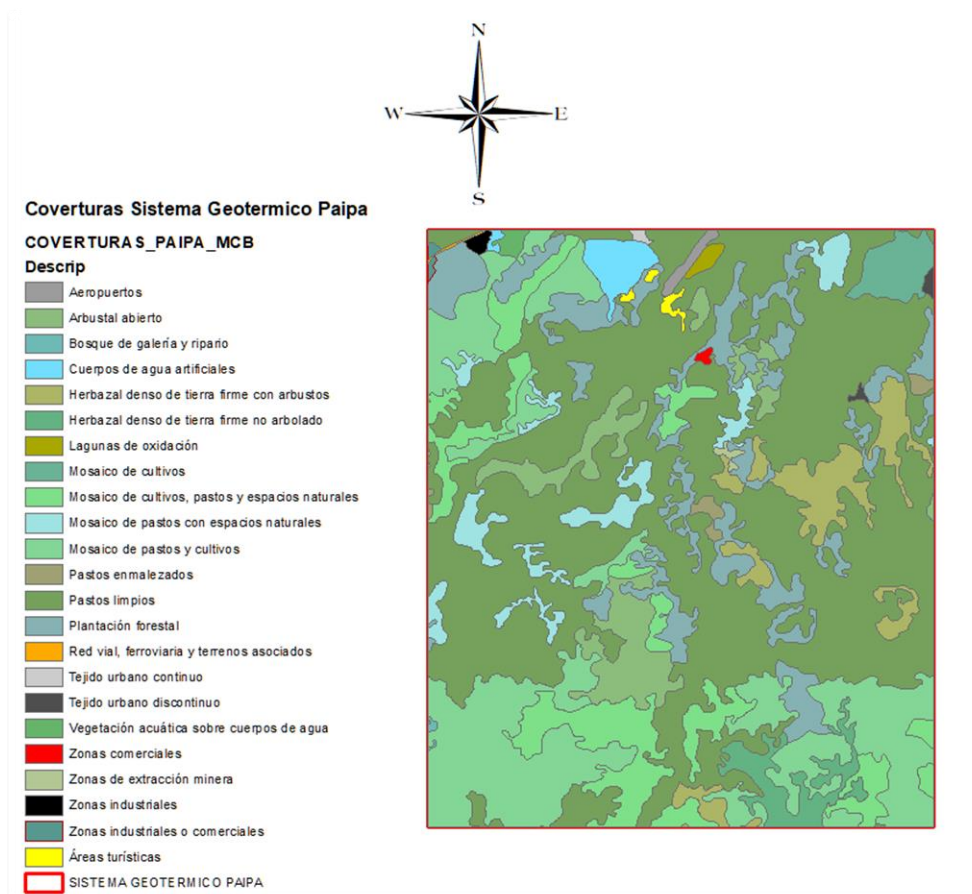 N
W
E
S
Coverturas Sistema Geotermico Paipa
COVERTURAS_PAIPA_MCB
Descrip
Aeropuertos
Arbustal abierto
Bosque de galería y ripario
Cuerpos de agua artificiales
Herbazal denso de tierra firme con arbustos
Herbazal denso de tierra firme no arbolado
Lagunas de oxidación
Mosaico de cultivos
Mosaico de cultivos, pastos y espacios naturales
Mosaico de pastos con espacios naturales
Mosaico de pastos y cultivos
Pastos enmalezados
Pastos limpios
Plantación forestal
Red vial, ferroviaria y terrenos asociados
Tejido urbano continuo
Tejido urbano discontinuo
Vegetación acuática sobre cuerpos de agua
Zonas comerciales
Zonas de extracción minera
Zonas industriales
Zonas industriales o comerciales
Áreas turísticas
SISTEMA GEOTERMICO PAIPA